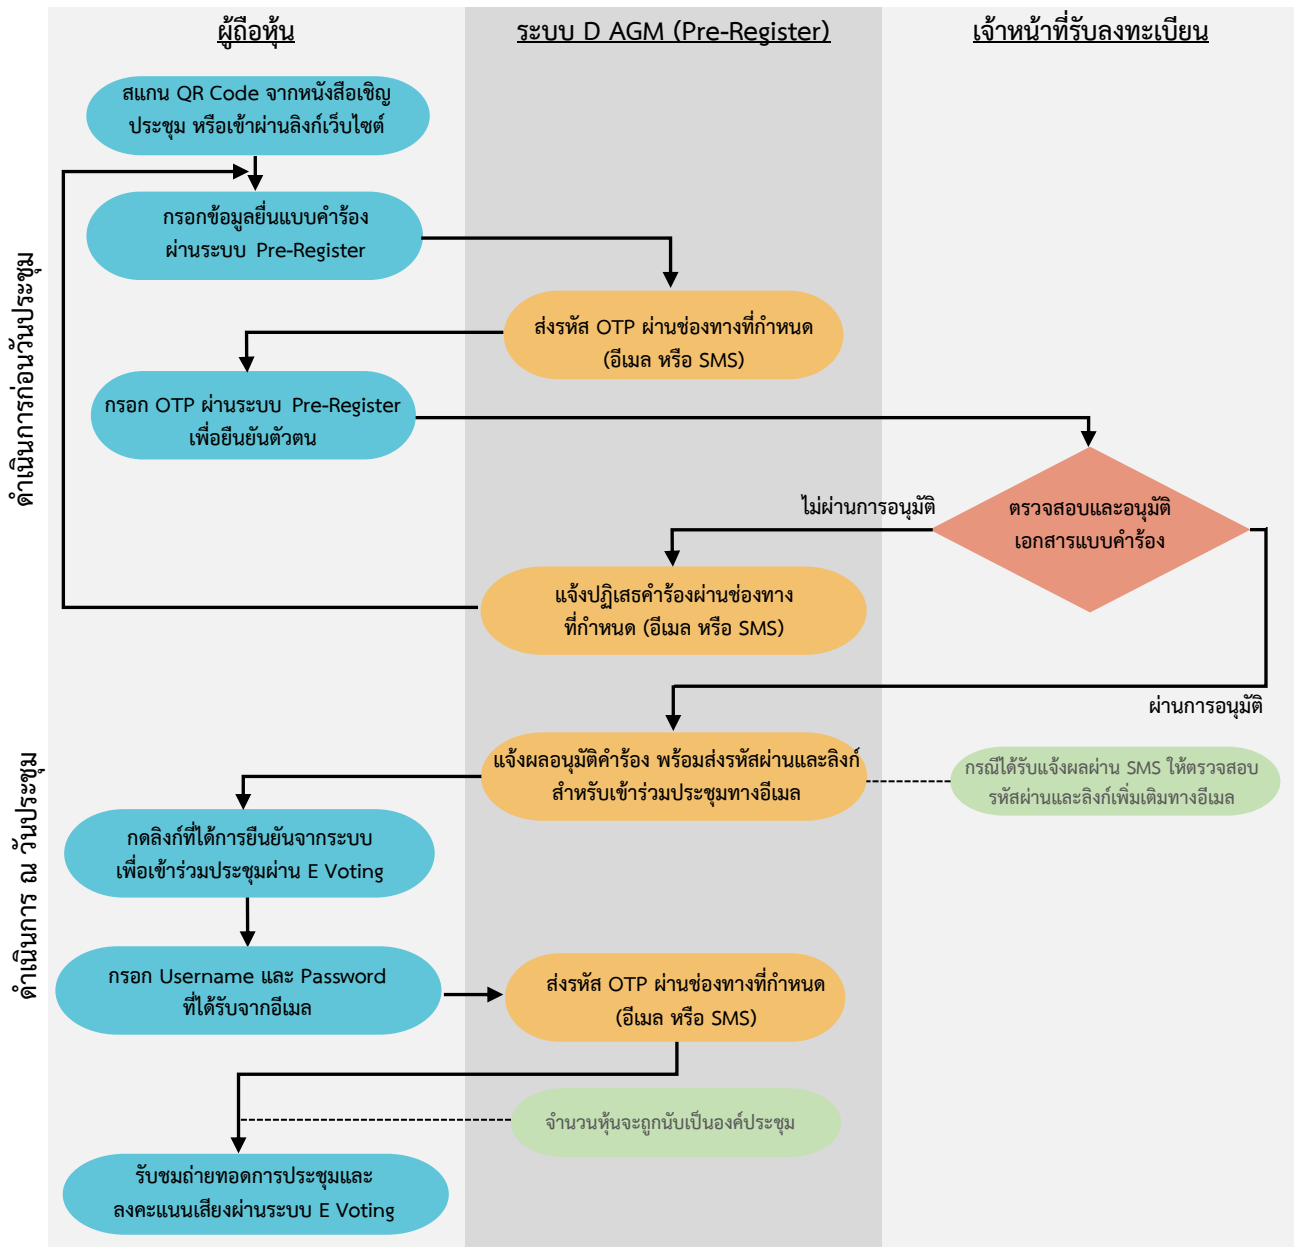 ผู้ถือหุ้น
ระบบ D AGM (Pre-Register)
เจ้าหน้าที่รับลงทะเบียน
ดำเนินการก่อนวันประชุม
สแกน QR Code จากหนังสือเชิญ
ประชุม หรือเข้าผ่านลิงก์เว็บไซต์
กรอกข้อมูลยื่นแบบคำร้อง
ผ่านระบบ Pre-Register
ส่งรหัส OTP ผ่านช่องทางที่กำหนด
(อีเมล หรือ SMS)
กรอก OTP ผ่านระบบ Pre-Register
เพื่อยืนยันตัวตน
ตรวจสอบและอนุมัติ
เอกสารแบบคำร้อง
ไม่ผ่านการอนุมัติ
แจ้งปฏิเสธคำร้องผ่านช่องทาง
ที่กำหนด (อีเมล หรือ SMS)
ผ่านการอนุมัติ
ดำเนินการ ณ วันประชุม
แจ้งผลอนุมัติคำร้อง พร้อมส่งรหัสผ่านและลิงก์
สำหรับเข้าร่วมประชุมทางอีเมล
กรณีได้รับแจ้งผลผ่าน SMS ให้ตรวจสอบ
รหัสผ่านและลิงก์เพิ่มเติมทางอีเมล
กดลิงก์ที่ได้การยืนยันจากระบบ
เพื่อเข้าร่วมประชุมผ่าน E Voting
กรอก Username และ Password
ที่ได้รับจากอีเมล
ส่งรหัส OTP ผ่านช่องทางที่กำหนด
(อีเมล หรือ SMS)
จำนวนหุ้นจะถูกนับเป็นองค์ประชุม
รับชมถ่ายทอดการประชุมและ
ลงคะแนนเสียงผ่านระบบ E Voting